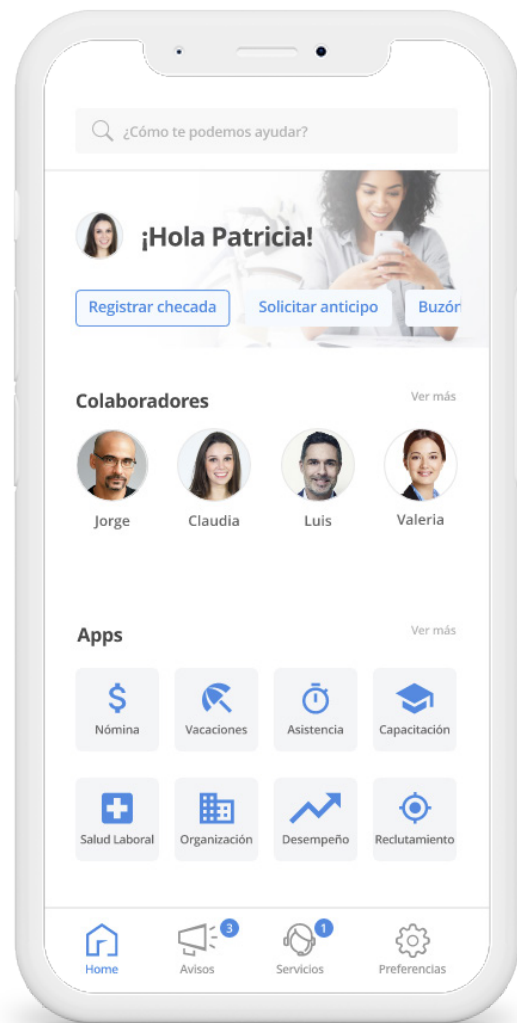 ¿Cómo te podemos ayudar?
¡Hola Patricia!
Registrar checada Solicitar anticipo Buzón
Colaboradores Ver más
Jorge Claudia Luis Valeria
Apps Ver más
$
Nómina Vacaciones Asistencia Capacitación
Salud Laboral Organización Desempeño Reclutamiento
3 1
Home Avisos Servicios Preferencias